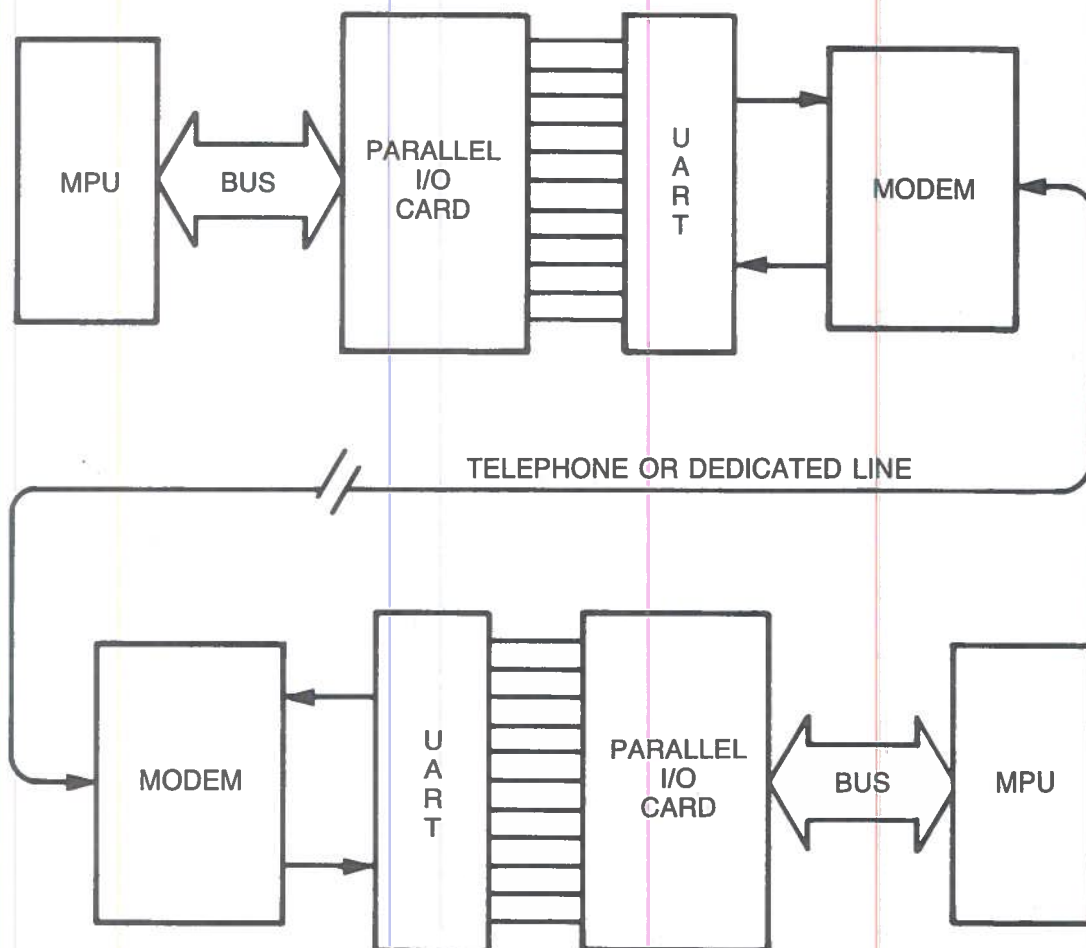 MPU
BUS
PARALLEL
I/O
CARD
U
A
R
T
MODEM
TELEPHONE OR DEDICATED LINE
MODEM
U
A
R
T
PARALLEL
I/O
CARD
BUS
MPU